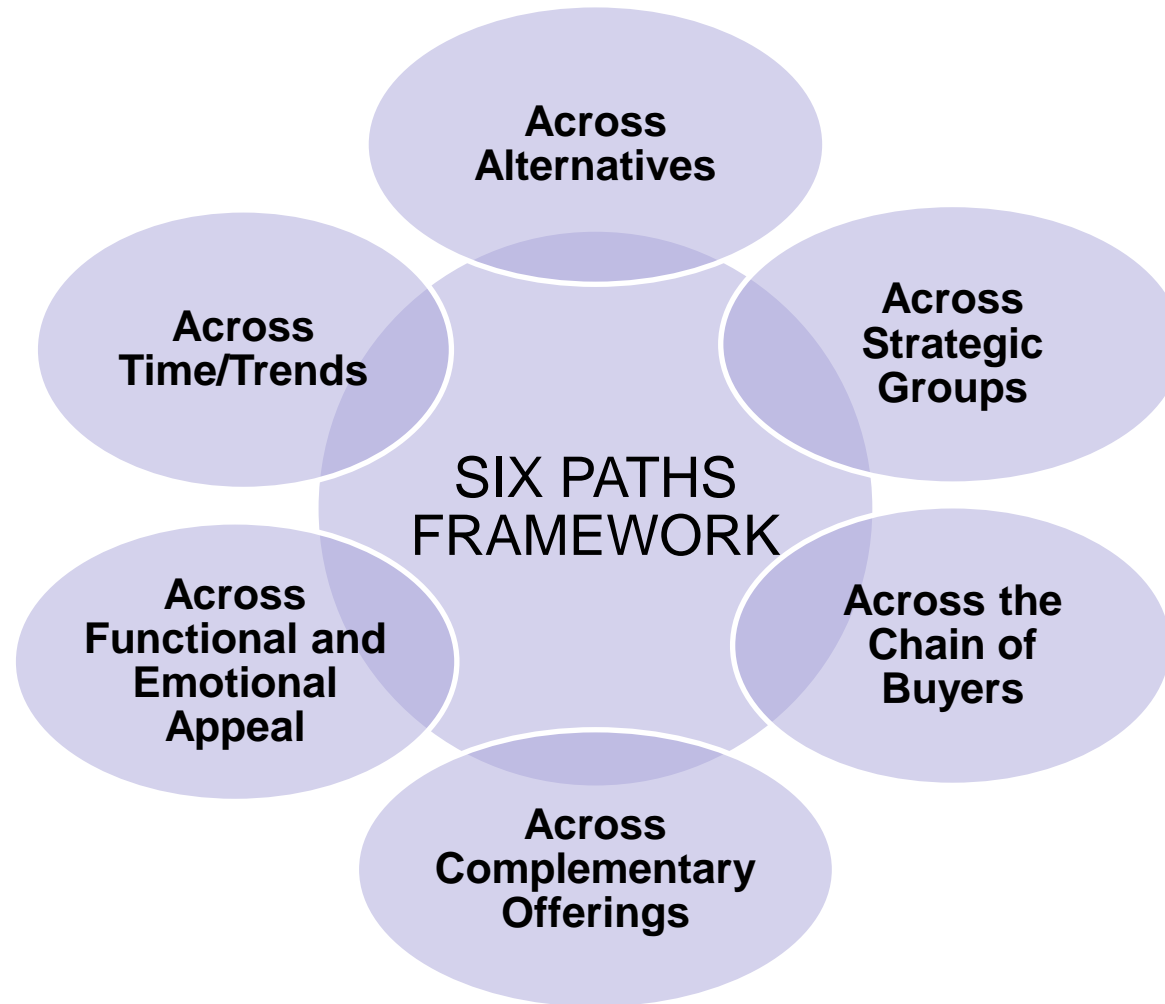 Across
Alternatives
Across
Time/Trends
Across
Strategic
Groups
SIX PATHS
FRAMEWORK
Across
Functional and
Emotional
Appeal
Across the
Chain of
Buyers
Across
Complementary
Offerings